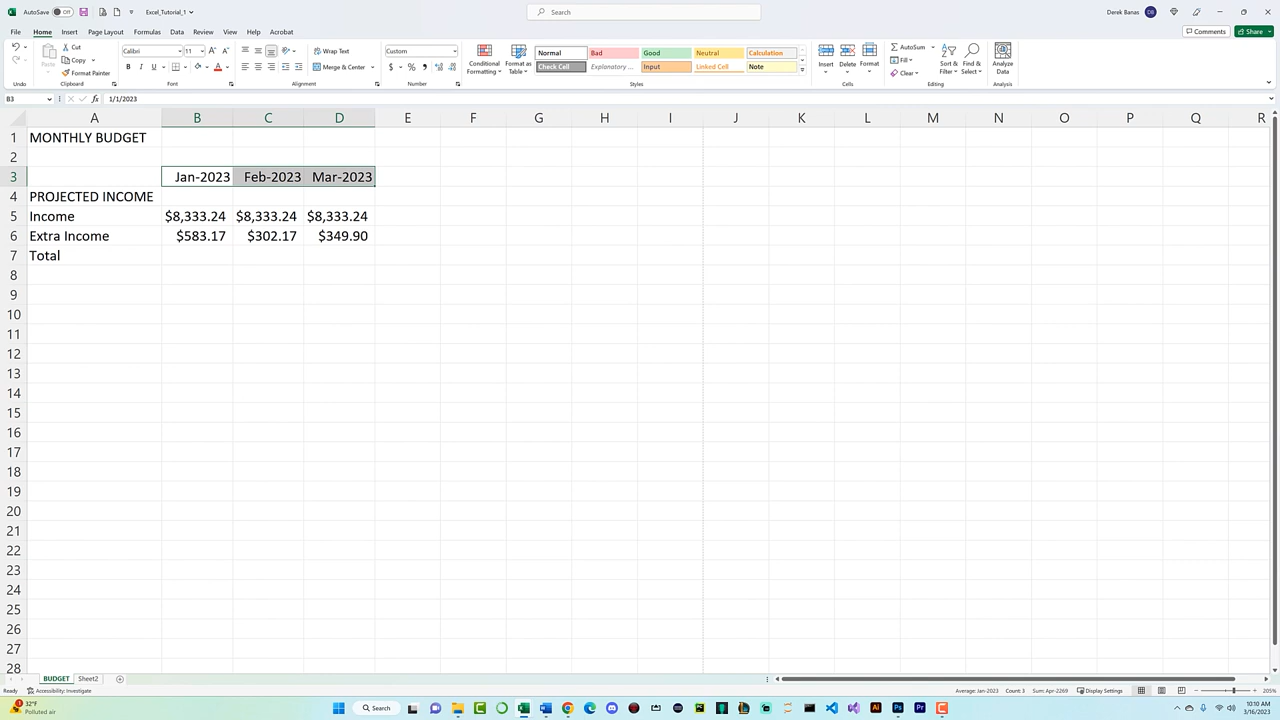 AutoSave Off Excel_Tutorial_1 Search Derek Banas DB
File Home Insert Page Layout Formulas Data Review View Help Acrobat Comments Share
Cut Calibri 11 Wrap Text Custom Normal Bad Good Neutral Calculation AutoSum
Paste Copy Conditional Formatting Format as Table Check Cell Explanatory ... Input Linked Cell Note Insert Delete Format Fill Sort & Filter Find & Select Analyze Data
Format Painter B I U A Merge & Center $ % Clear
Undo Clipboard Font Alignment Number Styles Cells Editing Analysis
B3 fx 1/1/2023
A B C D E F G H I J K L M N O P Q R
1 MONTHLY BUDGET
2
3 Jan-2023 Feb-2023 Mar-2023
4 PROJECTED INCOME
5 Income $8,333.24 $8,333.24 $8,333.24
6 Extra Income $583.17 $302.17 $349.90
7 Total
8
9
10
11
12
13
14
15
16
17
18
19
20
21
22
23
24
25
26
27
28
BUDGET Sheet2
Ready Accessibility: Investigate Average: Jan-2023 Count: 3 Sum: Apr-2269 Display Settings 205%
32°F Search 10:10 AM
Polluted air 3/16/2023